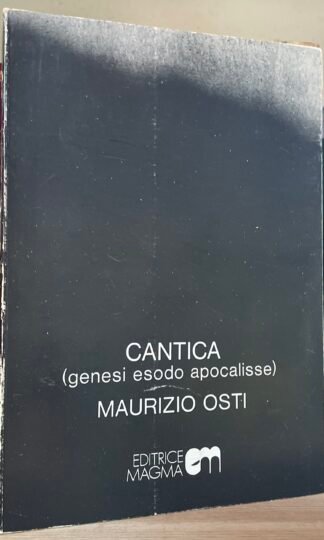 CANTICA
(genesi esodo apocalisse)
MAURIZIO OSTI
EDITRICE
MAGMA em